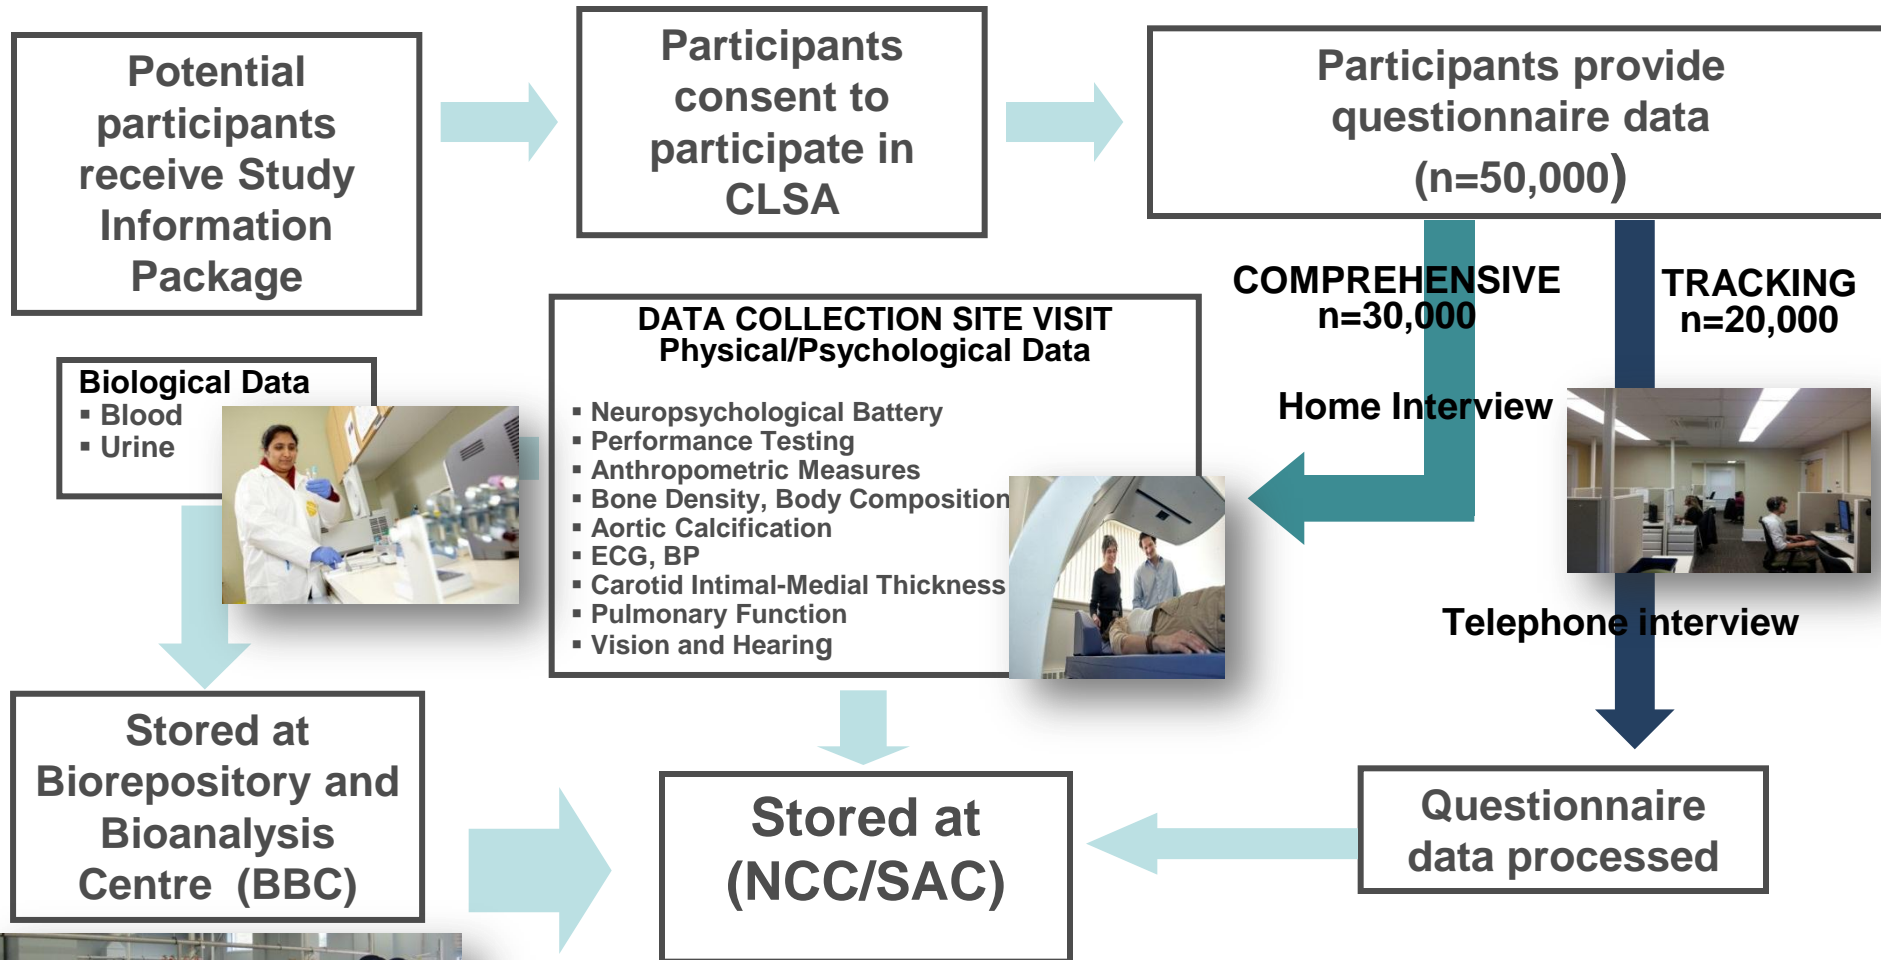 Potential
participants
receive Study
Information
Package
Participants
consent to
participate in
CLSA
Participants provide
questionnaire data
(n=50,000)
COMPREHENSIVE
n=30,000
TRACKING
n=20,000
Home Interview
Telephone interview
DATA COLLECTION SITE VISIT
Physical/Psychological Data
▪ Neuropsychological Battery
▪ Performance Testing
▪ Anthropometric Measures
▪ Bone Density, Body Composition
▪ Aortic Calcification
▪ ECG, BP
▪ Carotid Intimal-Medial Thickness
▪ Pulmonary Function
▪ Vision and Hearing
Biological Data
▪ Blood
▪ Urine
Stored at
Biorepository and
Bioanalysis
Centre (BBC)
Stored at
(NCC/SAC)
Questionnaire
data processed